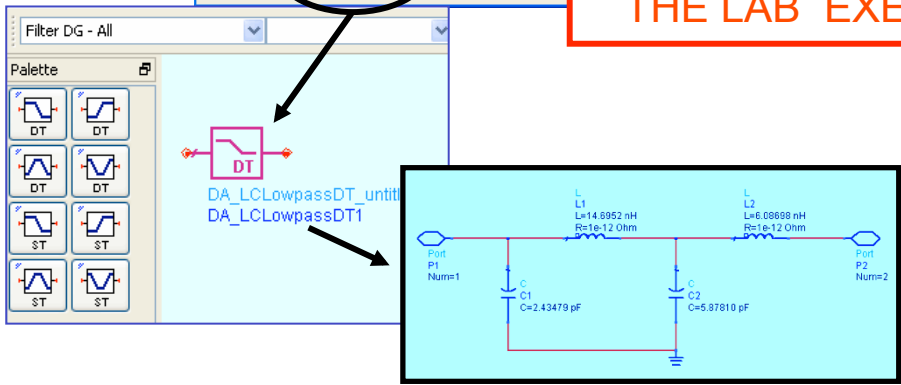 THE LAB EXE
Filter DG - All
Palette
DT
DT
DT
DT
ST
ST
ST
ST
DT
DA_LCLowpassDT_untitl
DA_LCLowpassDT1
L
L1
L=14.6952 nH
R=1e-12 Ohm
L
L2
L=6.08698 nH
R=1e-12 Ohm
Port
P1
Num=1
Port
P2
Num=2
C
C1
C=2.43479 pF
C
C2
C=5.87810 pF